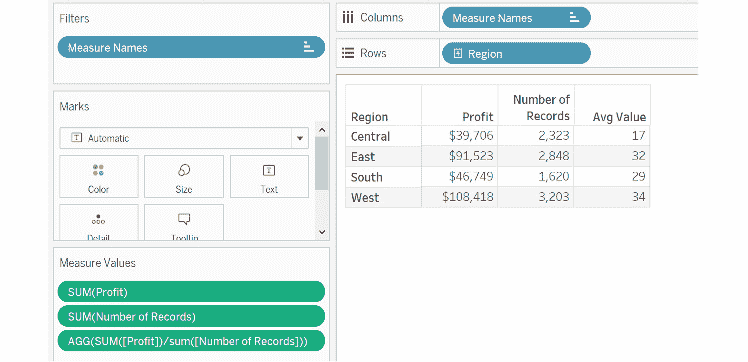 Filters
Measure Names
Marks
Automatic
Color Size Text
Detail Tooltip
Measure Values
SUM(Profit)
SUM(Number of Records)
AGG(SUM([Profit])/sum([Number of Records]))
Columns Measure Names
Rows Region
Number of
Region Profit Records Avg Value
Central $39,706 2,323 17
East $91,523 2,848 32
South $46,749 1,620 29
West $108,418 3,203 34